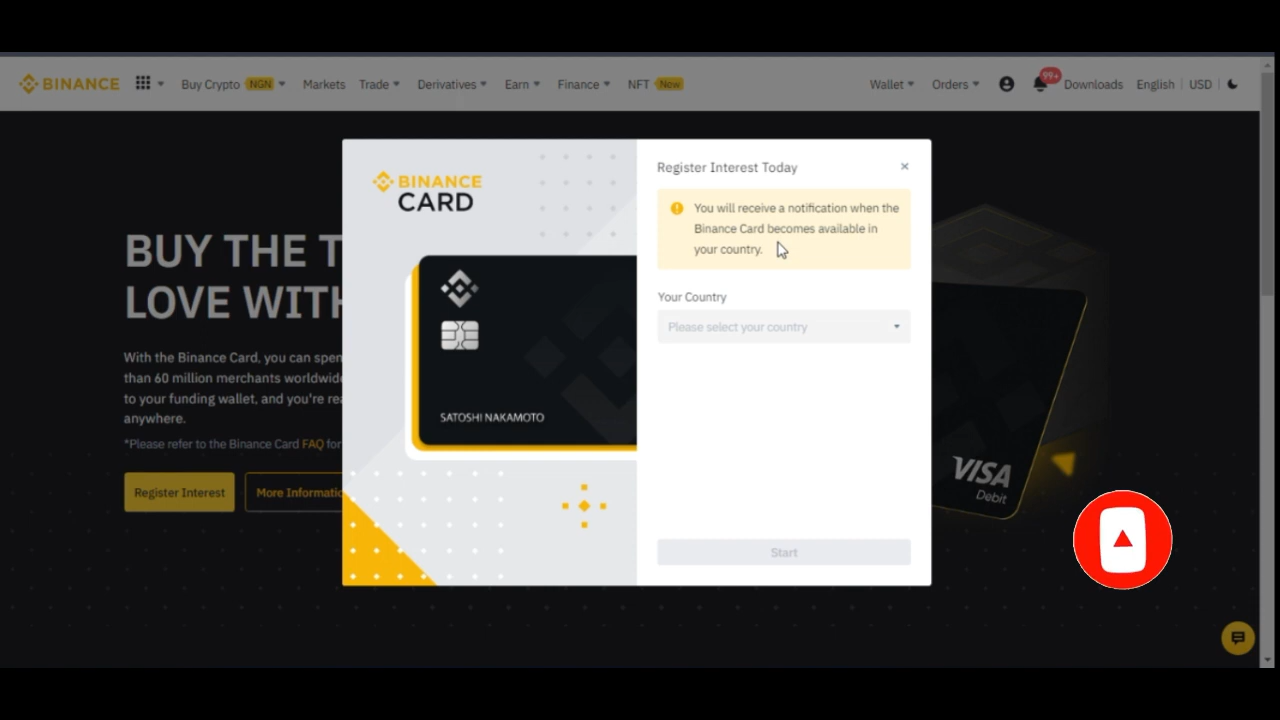 BINANCE
Buy Crypto NGN
Markets
Trade
Derivatives
Earn
Finance
NFT New
Wallet
Orders
99+
Downloads
English
USD
BUY THE T
LOVE WITH
With the Binance Card, you can spen
than 60 million merchants worldwide
to your funding wallet, and you're rea
anywhere.
*Please refer to the Binance Card FAQ for
Register Interest
More Informatio
BINANCE
CARD
SATOSHI NAKAMOTO
Register Interest Today
×
You will receive a notification when the
Binance Card becomes available in
your country.
Your Country
Please select your country
Start
VISA
Debit